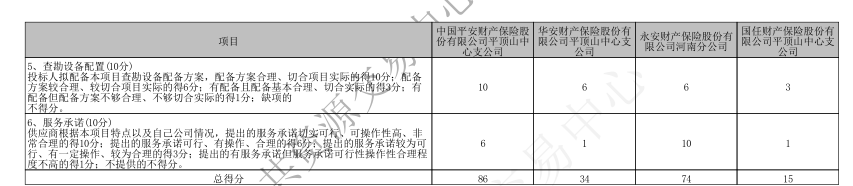 项目
中国平安财产保险股
份有限公司平顶山中
心支公司
华安财产保险股份有
限公司平顶山中心支
公司
永安财产保险股份有
限公司河南分公司
国任财产保险股份有
限公司平顶山中心支
公司
5、查勘设备配置(10分)
投标人拟配备本项目查勘设备配备方案，配备方案合理、切合项目实际的得10分；配备
方案较合理、较切合项目实际的得6分；有配备且配备基本合理、切合实际的得3分；有
配备但配备方案不够合理、不够切合实际的得1分；缺项的
不得分。
10
6
6
3
6、服务承诺(10分)
供应商根据本项目特点以及自己公司情况，提出的服务承诺切实可行、可操作性高、非
常合理的得10分；提出的服务承诺可行、有操作、合理的得6分、提出的服务承诺较为可
行、有一定操作、较为合理的得3分；提出的有服务承诺但服务承诺可行性操作性合理程
度不高的得1分；不提供的不得分。
6
1
10
1
总得分
86
34
74
15
共资源交易中心
易中心